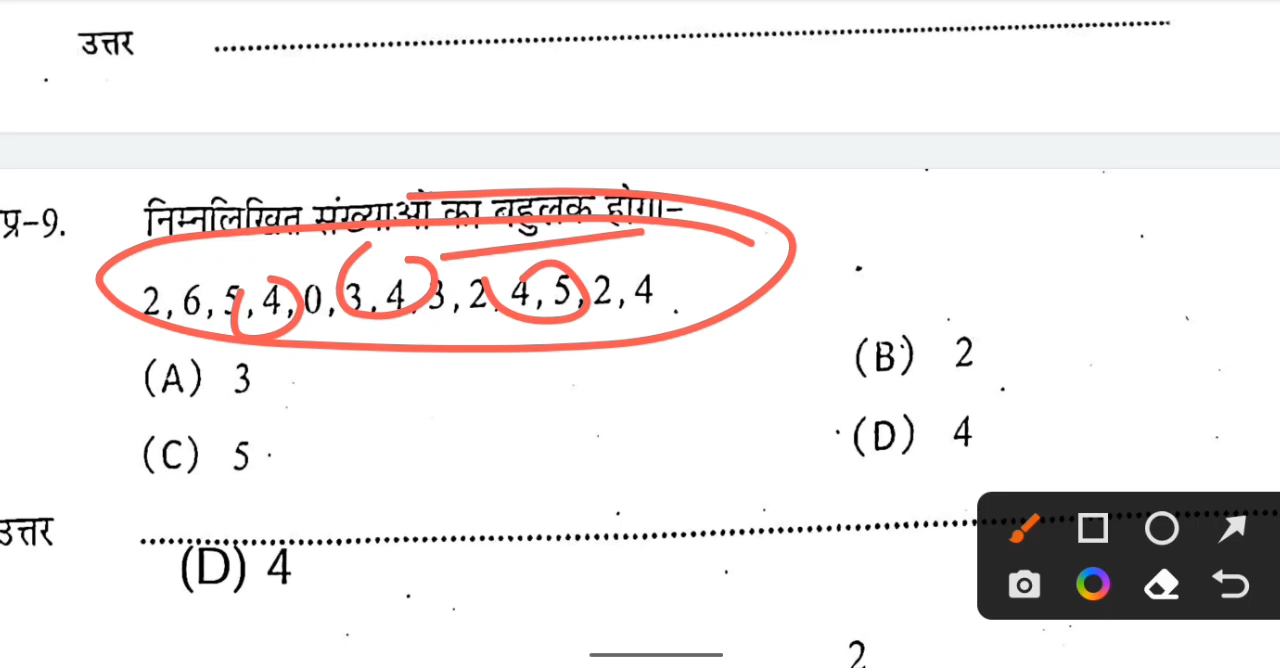 उत्तर
प्र-9. निम्नलिखित संख्याओं का बहुलक होगा-
2, 6, 5, 4, 0, 3, 4, 3, 2, 4, 5, 2, 4
(A) 3 (B) 2
(C) 5 (D) 4
उत्तर
(D) 4
2